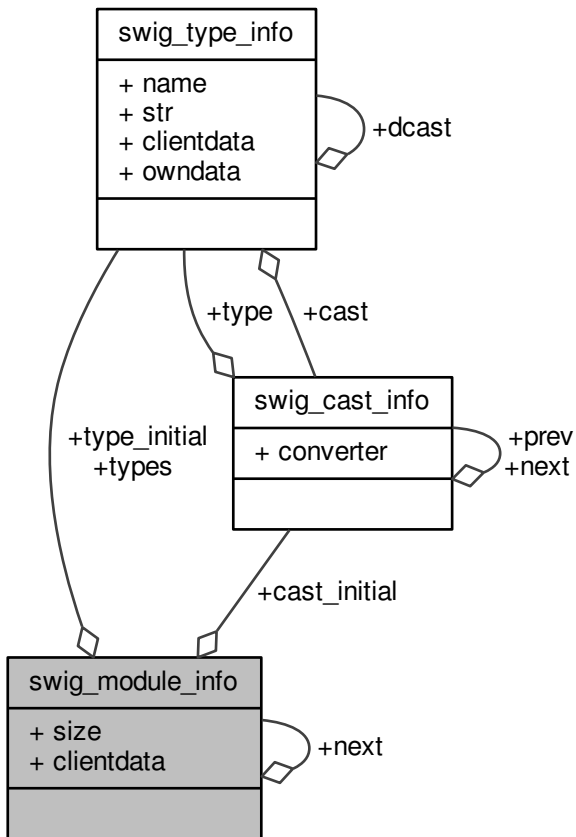 swig_type_info
+ name
+ str
+ clientdata
+ owndata
+dcast
+type
+cast
swig_cast_info
+ converter
+prev
+next
+type_initial
+types
+cast_initial
swig_module_info
+ size
+ clientdata
+next